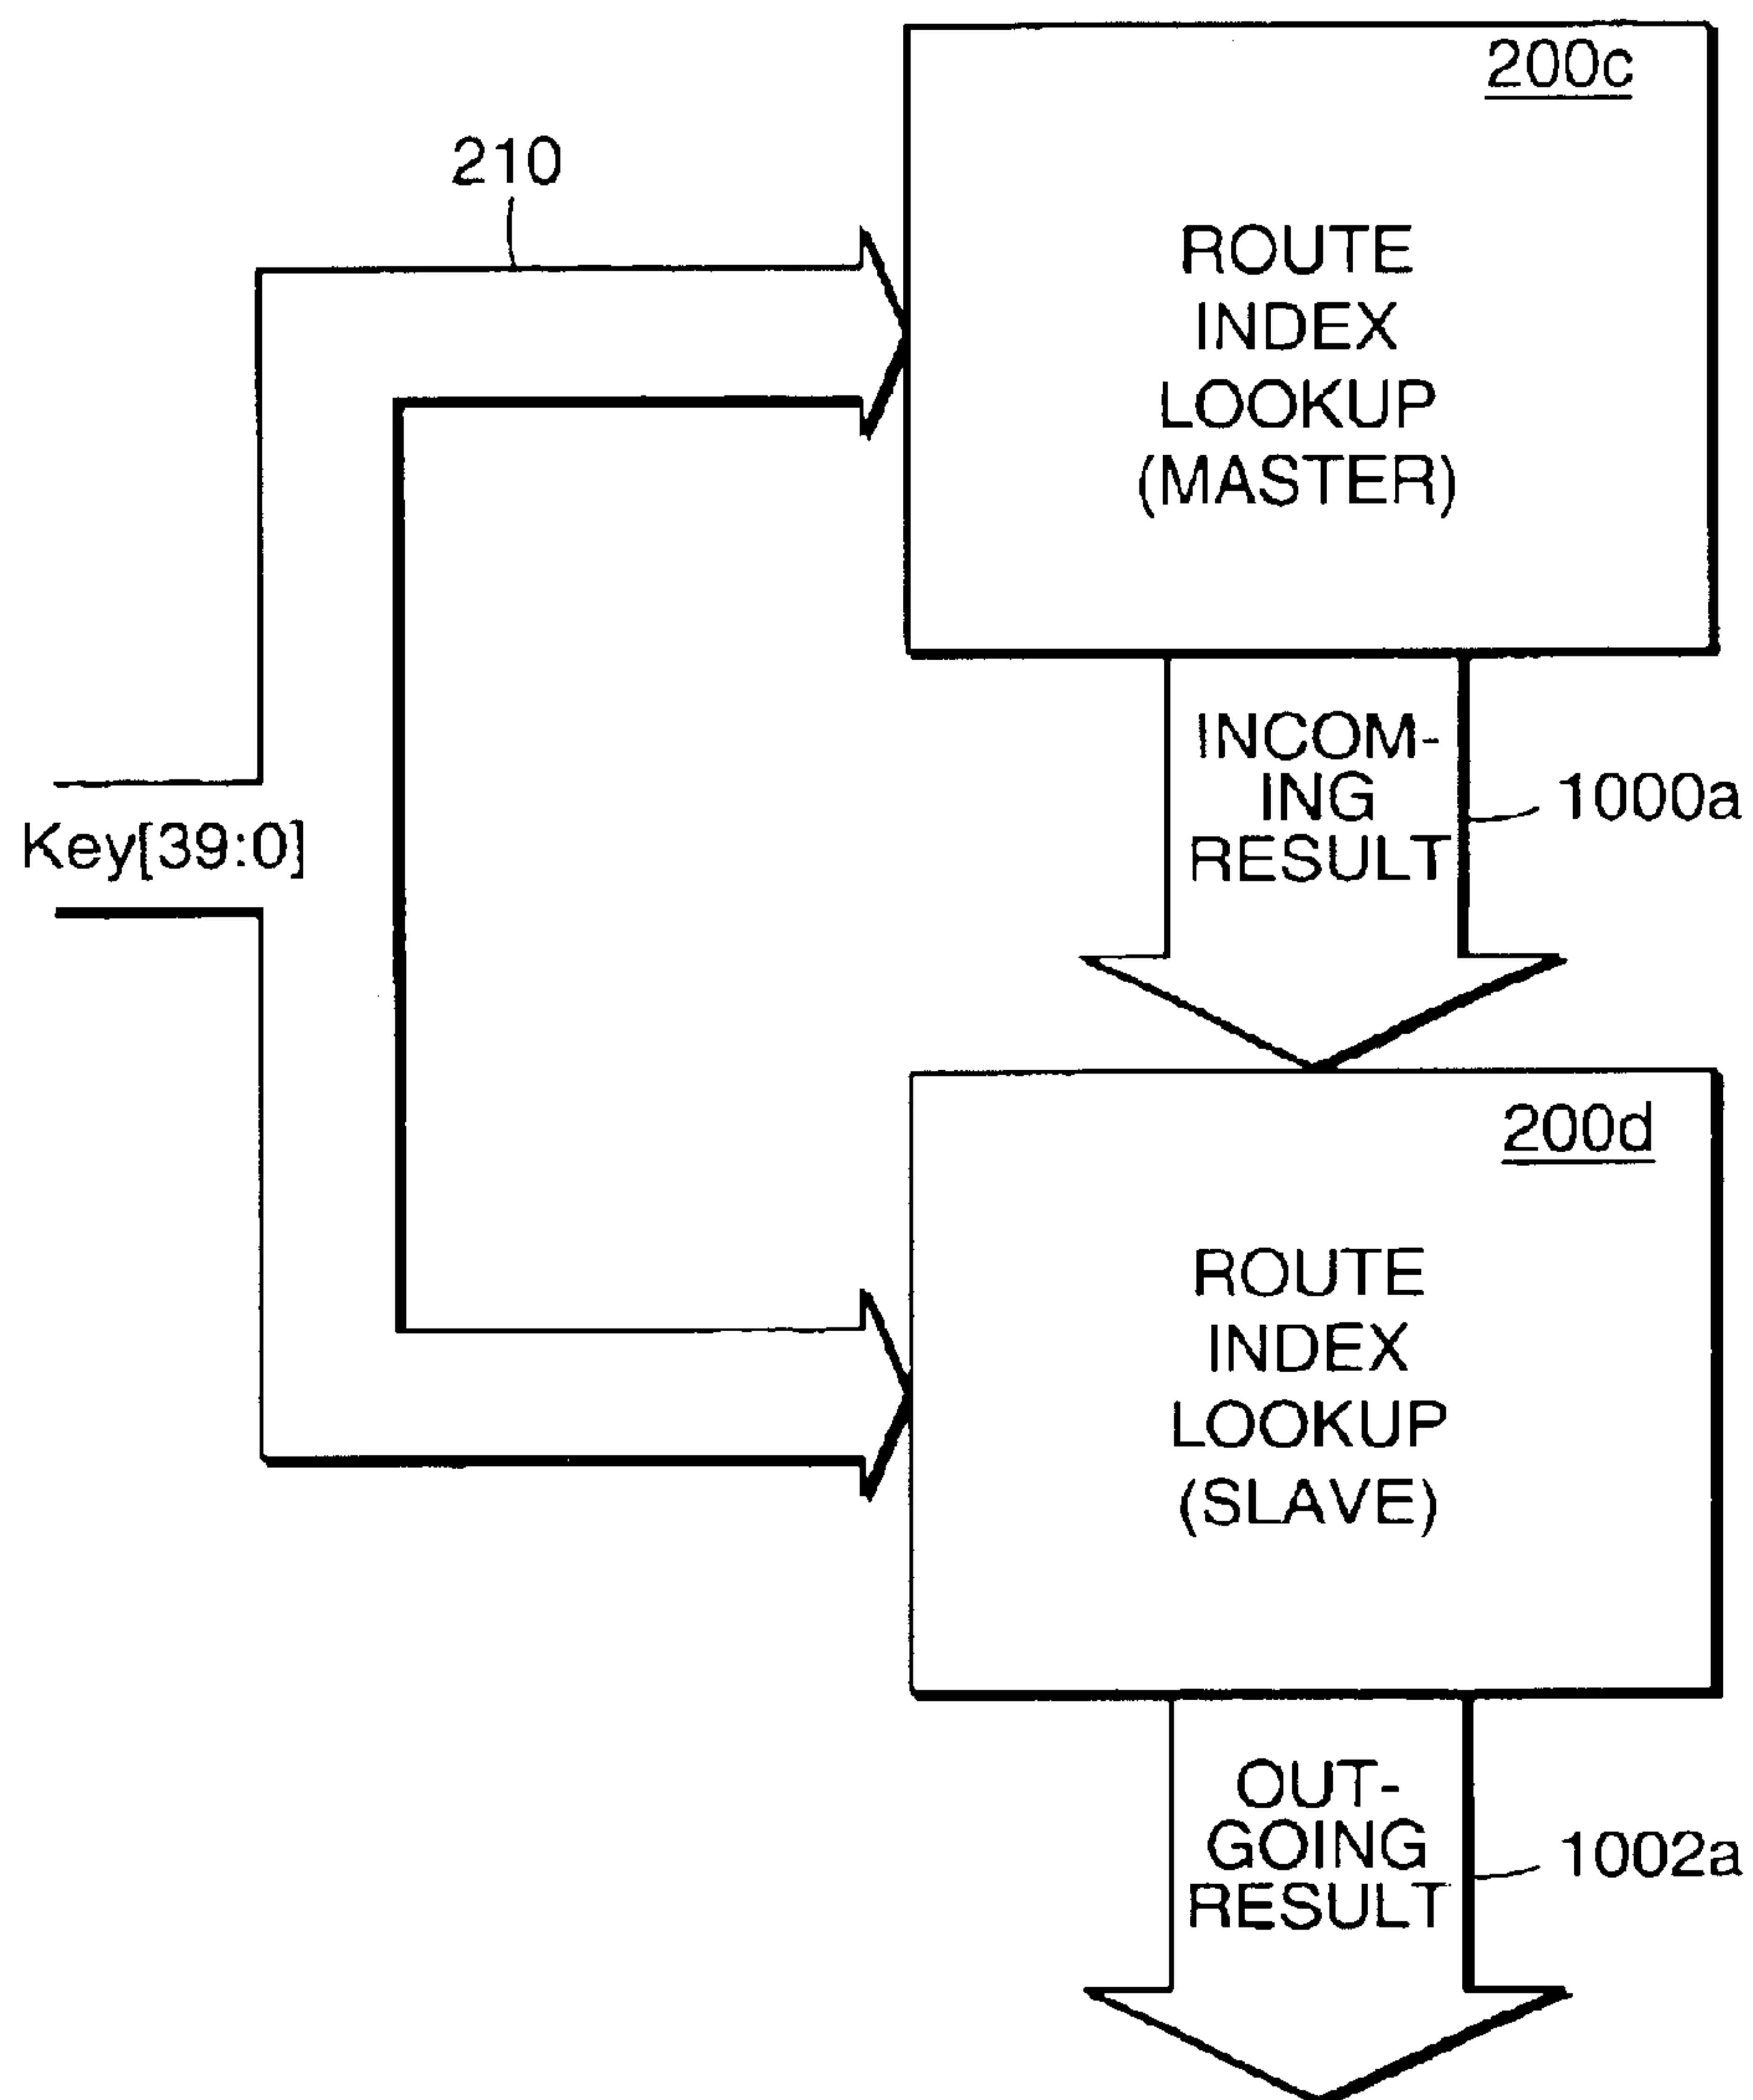 200c
210
ROUTE
INDEX
LOOKUP
(MASTER)
INCOM-
ING
RESULT
1000a
Key[39:0]
200d
ROUTE
INDEX
LOOKUP
(SLAVE)
OUT-
GOING
RESULT
1002a